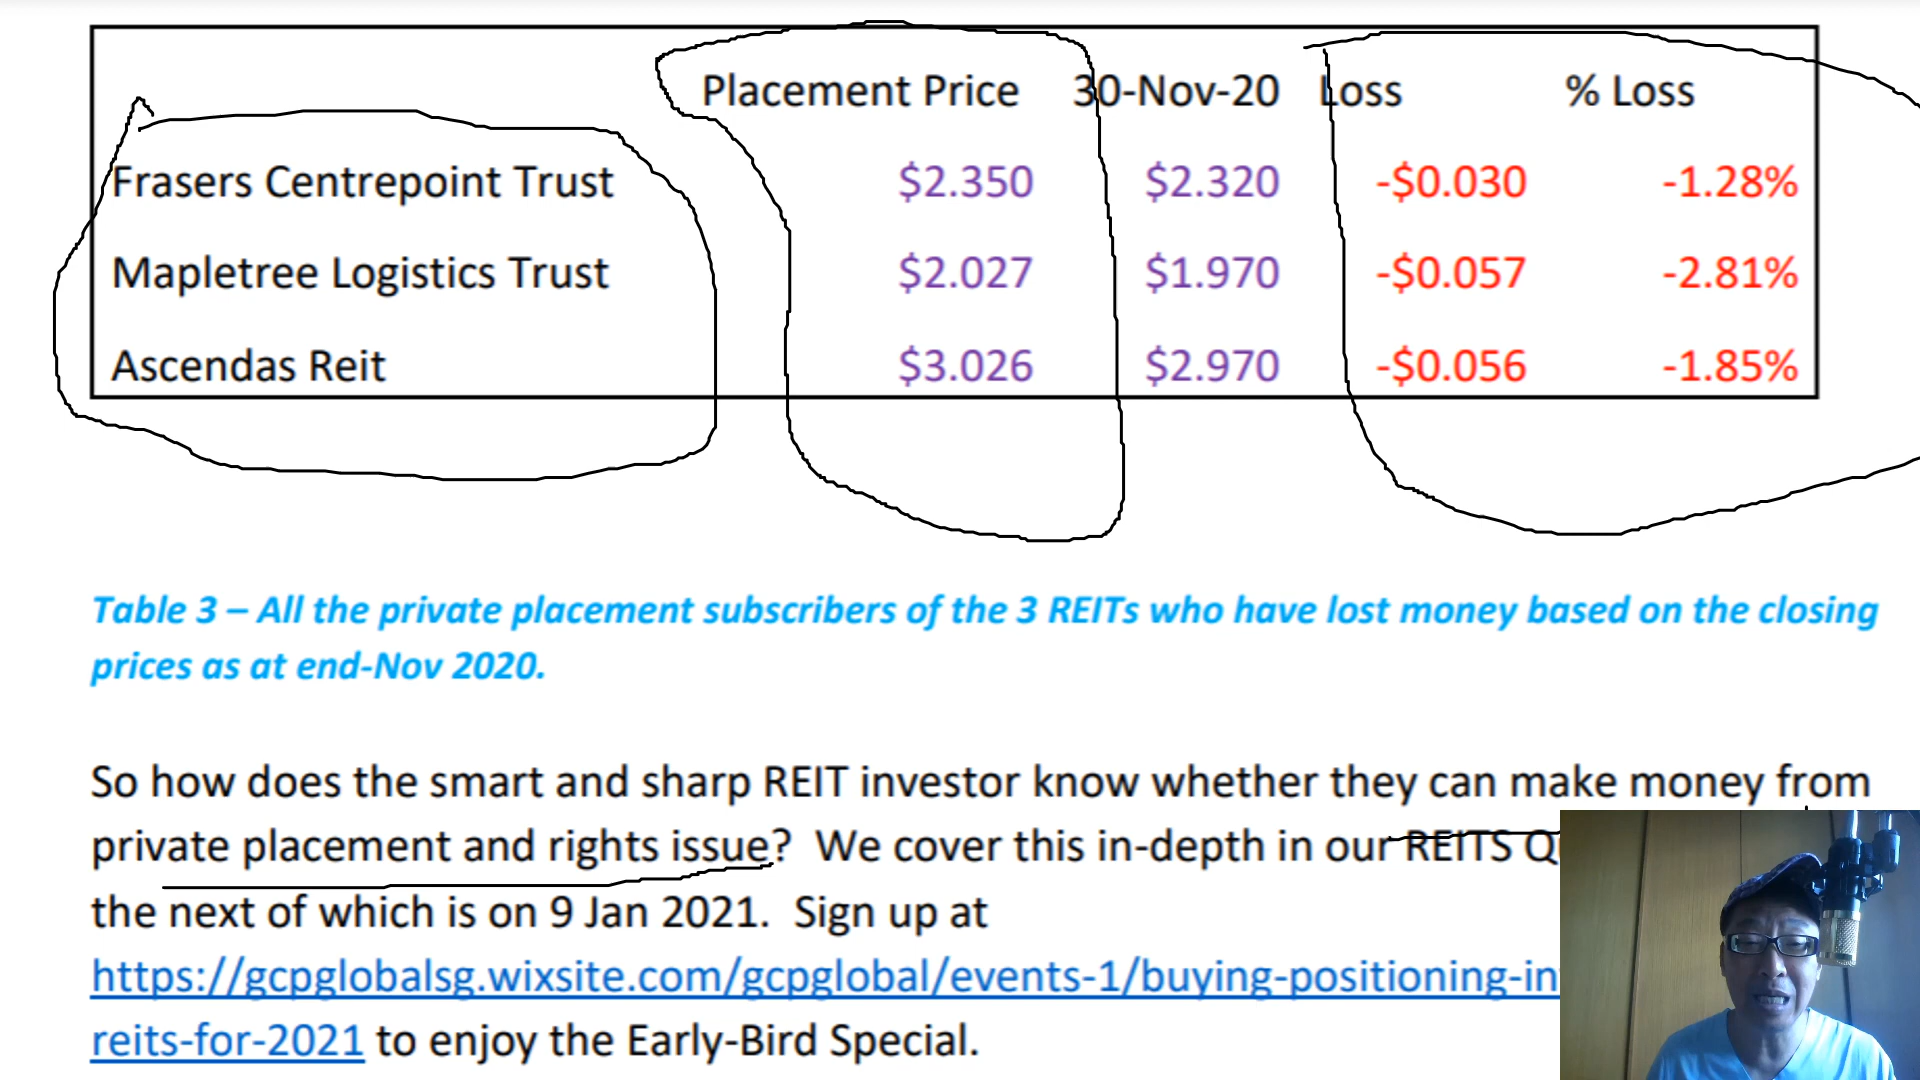 Placement Price 30-Nov-20 Loss % Loss
Frasers Centrepoint Trust $2.350 $2.320 -$0.030 -1.28%
Mapletree Logistics Trust $2.027 $1.970 -$0.057 -2.81%
Ascendas Reit $3.026 $2.970 -$0.056 -1.85%
Table 3 – All the private placement subscribers of the 3 REITs who have lost money based on the closing
prices as at end-Nov 2020.
So how does the smart and sharp REIT investor know whether they can make money from
private placement and rights issue? We cover this in-depth in our REITS
the next of which is on 9 Jan 2021. Sign up at
https://gcpglobalsg.wixsite.com/gcpglobal/events-1/buying-positioning-in
reits-for-2021 to enjoy the Early-Bird Special.